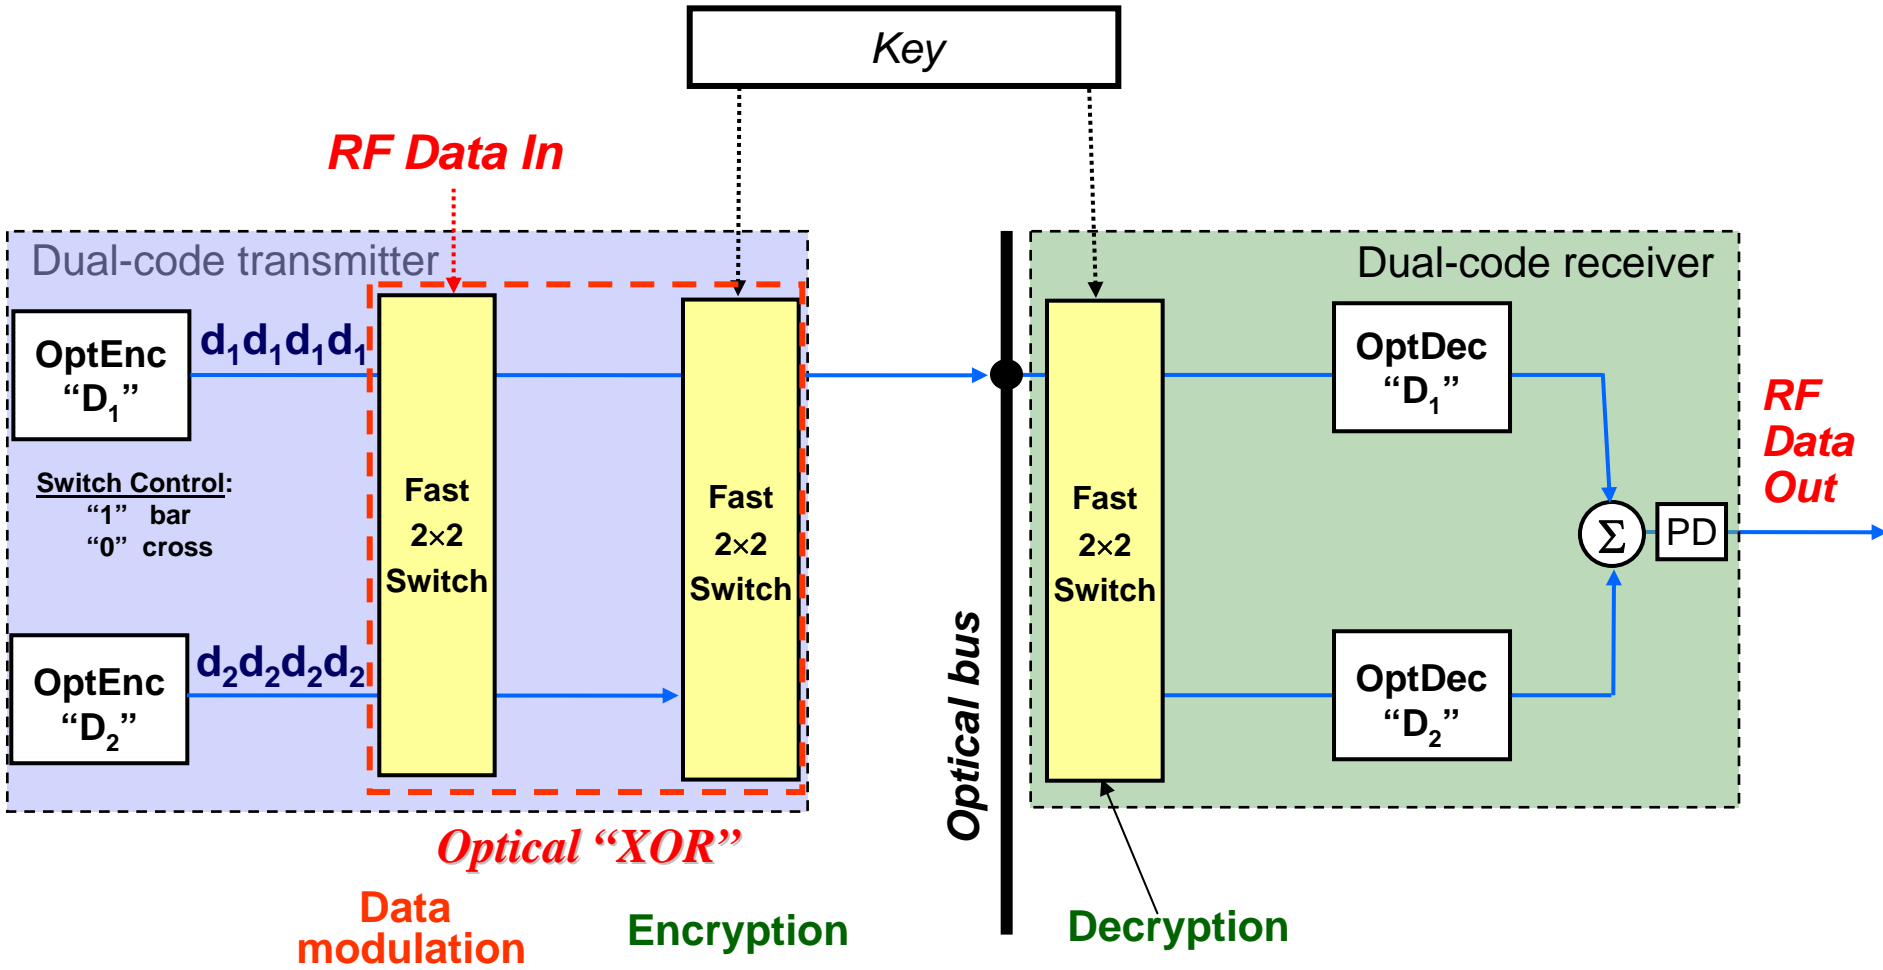 Key
RF Data In
Dual-code transmitter
Dual-code receiver
OptEnc
“D₁”
d₁d₁d₁d₁
Switch Control:
“1” bar
“0” cross
OptEnc
“D₂”
d₂d₂d₂d₂
Fast
2×2
Switch
Fast
2×2
Switch
Optical bus
Fast
2×2
Switch
OptDec
“D₁”
OptDec
“D₂”
Σ
PD
RF
Data
Out
Optical “XOR”
Data
modulation
Encryption
Decryption